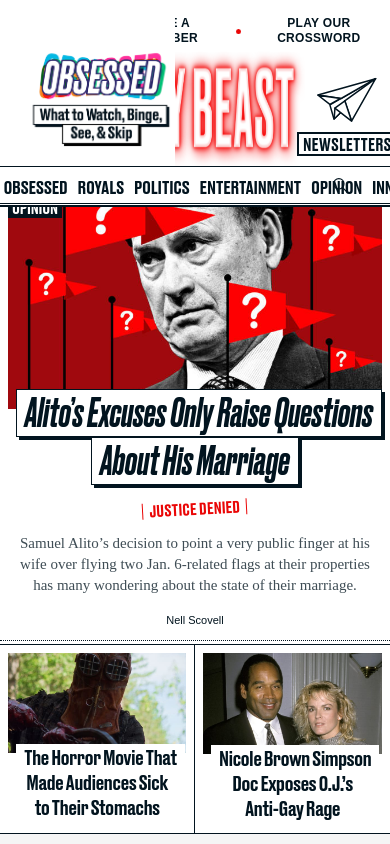 E A
BER
PLAY OUR
CROSSWORD
OBSESSED
What to Watch, Binge,
See, & Skip
Y BEAST
NEWSLETTERS
OBSESSED ROYALS POLITICS ENTERTAINMENT OPINION INN
OPINION
? ? ? ? ? ?
Alito’s Excuses Only Raise Questions
About His Marriage
JUSTICE DENIED
Samuel Alito’s decision to point a very public finger at his
wife over flying two Jan. 6-related flags at their properties
has many wondering about the state of their marriage.
Nell Scovell
The Horror Movie That
Made Audiences Sick
to Their Stomachs
Nicole Brown Simpson
Doc Exposes O.J.’s
Anti-Gay Rage